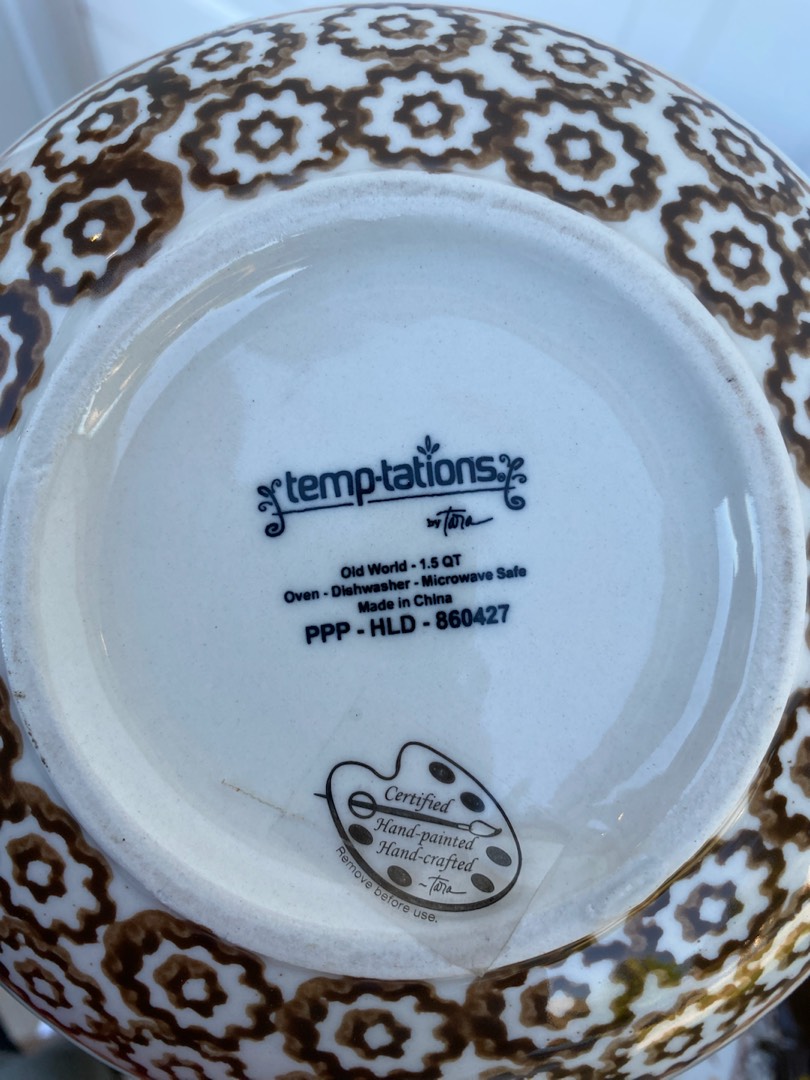 temp-tations
by Tara
Old World - 1.5 QT
Oven - Dishwasher - Microwave Safe
Made in China
PPP - HLD - 860427
Certified
Hand-painted
Hand-crafted
- Tara
Remove before use.